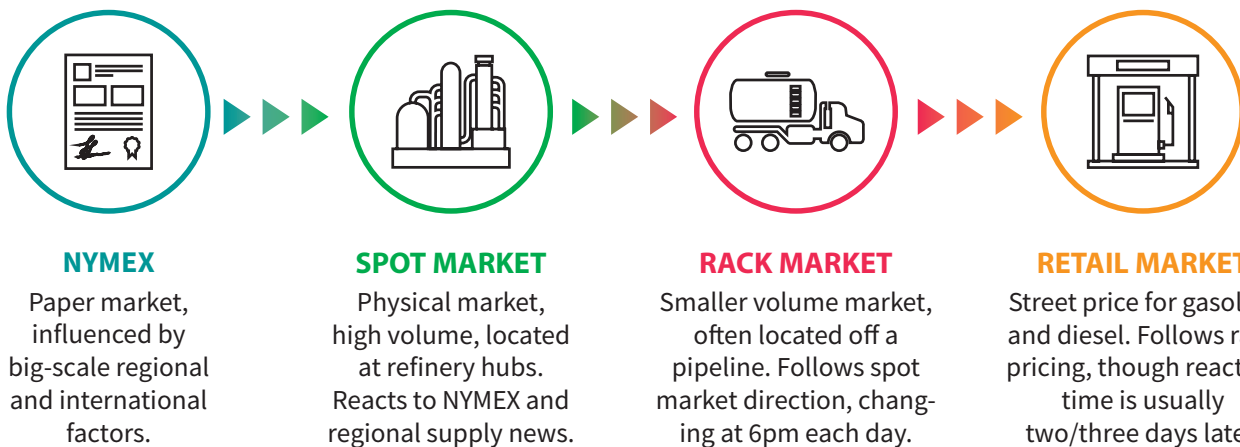 NYMEX
Paper market,
influenced by
big-scale regional
and international
factors.
SPOT MARKET
Physical market,
high volume, located
at refinery hubs.
Reacts to NYMEX and
regional supply news.
RACK MARKET
Smaller volume market,
often located off a
pipeline. Follows spot
market direction, chang-
ing at 6pm each day.
RETAIL MARKET
Street price for
and diesel. Follows
pricing, though
time is usually
two/three days